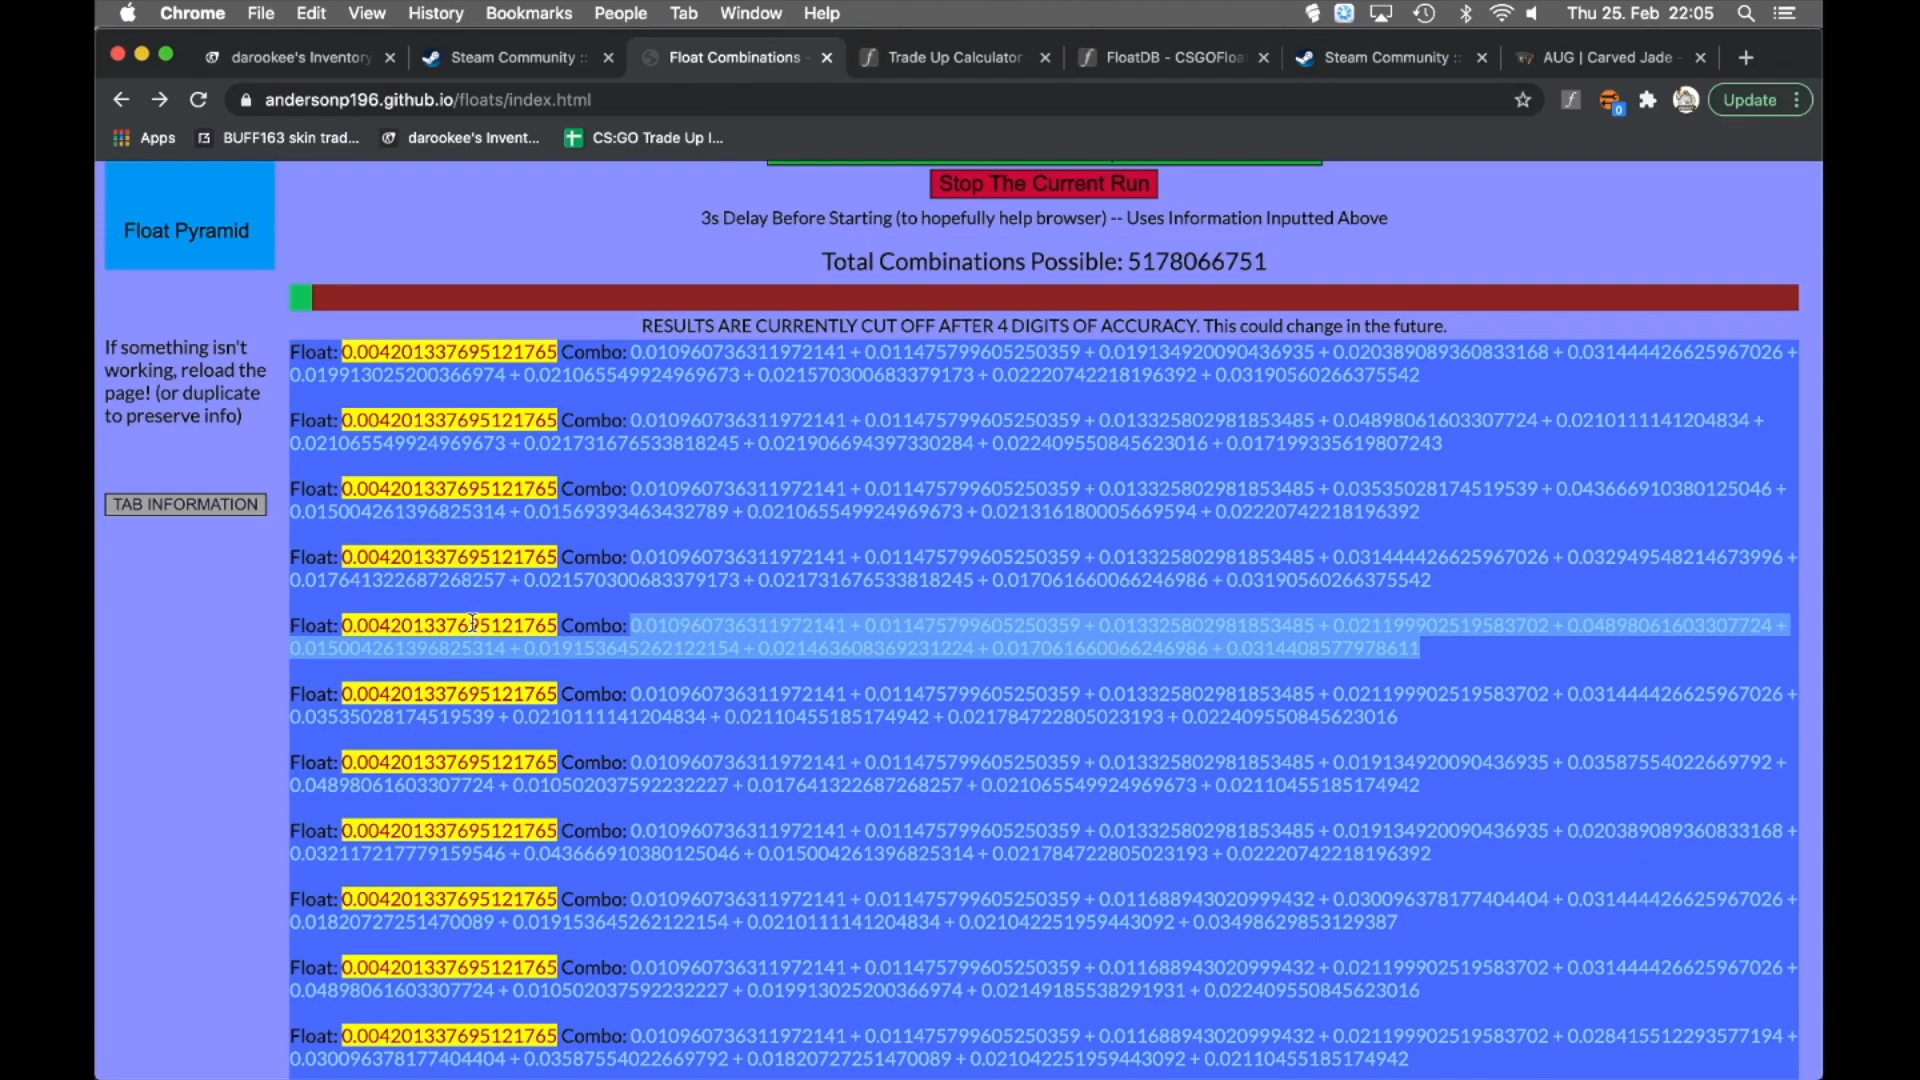 Chrome File Edit View History Bookmarks People Tab Window Help Thu 25. Feb 22:05
darookee's Inventory Steam Community :: Float Combinations - Trade Up Calculator FloatDB - CSGOFloa Steam Community :: AUG | Carved Jade -
andersonp196.github.io/floats/index.html 0 Update
Apps BUFF163 skin trad... darookee's Invent... CS:GO Trade Up I...
Stop The Current Run
3s Delay Before Starting (to hopefully help browser) -- Uses Information Inputted Above
Float Pyramid
Total Combinations Possible: 5178066751
RESULTS ARE CURRENTLY CUT OFF AFTER 4 DIGITS OF ACCURACY. This could change in the future.
If something isn't
working, reload the
page! (or duplicate
to preserve info)
TAB INFORMATION
Float: 0.004201337695121765 Combo: 0.010960736311972141 + 0.011475799605250359 + 0.019134920090436935 + 0.020389089360833168 + 0.031444426625967026 +
0.019913025200366974 + 0.021065549924969673 + 0.021570300683379173 + 0.02220742218196392 + 0.03190560266375542
Float: 0.004201337695121765 Combo: 0.010960736311972141 + 0.011475799605250359 + 0.013325802981853485 + 0.04898061603307724 + 0.0210111141204834 +
0.021065549924969673 + 0.021731676533818245 + 0.021906694397330284 + 0.022409550845623016 + 0.017199335619807243
Float: 0.004201337695121765 Combo: 0.010960736311972141 + 0.011475799605250359 + 0.013325802981853485 + 0.03535028174519539 + 0.043666910380125046 +
0.015004261396825314 + 0.01569393463432789 + 0.021065549924969673 + 0.021316180005669594 + 0.02220742218196392
Float: 0.004201337695121765 Combo: 0.010960736311972141 + 0.011475799605250359 + 0.013325802981853485 + 0.031444426625967026 + 0.032949548214673996 +
0.017641322687268257 + 0.021570300683379173 + 0.021731676533818245 + 0.017061660066246986 + 0.03190560266375542
Float: 0.004201337695121765 Combo: 0.010960736311972141 + 0.011475799605250359 + 0.013325802981853485 + 0.021199902519583702 + 0.04898061603307724 +
0.015004261396825314 + 0.019153645262122154 + 0.021463608369231224 + 0.017061660066246986 + 0.0314408577978611
Float: 0.004201337695121765 Combo: 0.010960736311972141 + 0.011475799605250359 + 0.013325802981853485 + 0.021199902519583702 + 0.031444426625967026 +
0.03535028174519539 + 0.0210111141204834 + 0.02110455185174942 + 0.021784722805023193 + 0.022409550845623016
Float: 0.004201337695121765 Combo: 0.010960736311972141 + 0.011475799605250359 + 0.013325802981853485 + 0.019134920090436935 + 0.03587554022669792 +
0.04898061603307724 + 0.010502037592232227 + 0.017641322687268257 + 0.021065549924969673 + 0.02110455185174942
Float: 0.004201337695121765 Combo: 0.010960736311972141 + 0.011475799605250359 + 0.013325802981853485 + 0.019134920090436935 + 0.020389089360833168 +
0.032117217779159546 + 0.043666910380125046 + 0.015004261396825314 + 0.021784722805023193 + 0.02220742218196392
Float: 0.004201337695121765 Combo: 0.010960736311972141 + 0.011475799605250359 + 0.011688943020999432 + 0.030096378177404404 + 0.031444426625967026 +
0.01820727251470089 + 0.019153645262122154 + 0.0210111141204834 + 0.021042251959443092 + 0.03498629853129387
Float: 0.004201337695121765 Combo: 0.010960736311972141 + 0.011475799605250359 + 0.011688943020999432 + 0.021199902519583702 + 0.031444426625967026 +
0.04898061603307724 + 0.010502037592232227 + 0.019913025200366974 + 0.02149185538291931 + 0.022409550845623016
Float: 0.004201337695121765 Combo: 0.010960736311972141 + 0.011475799605250359 + 0.011688943020999432 + 0.021199902519583702 + 0.028415512293577194 +
0.030096378177404404 + 0.03587554022669792 + 0.01820727251470089 + 0.021042251959443092 + 0.02110455185174942